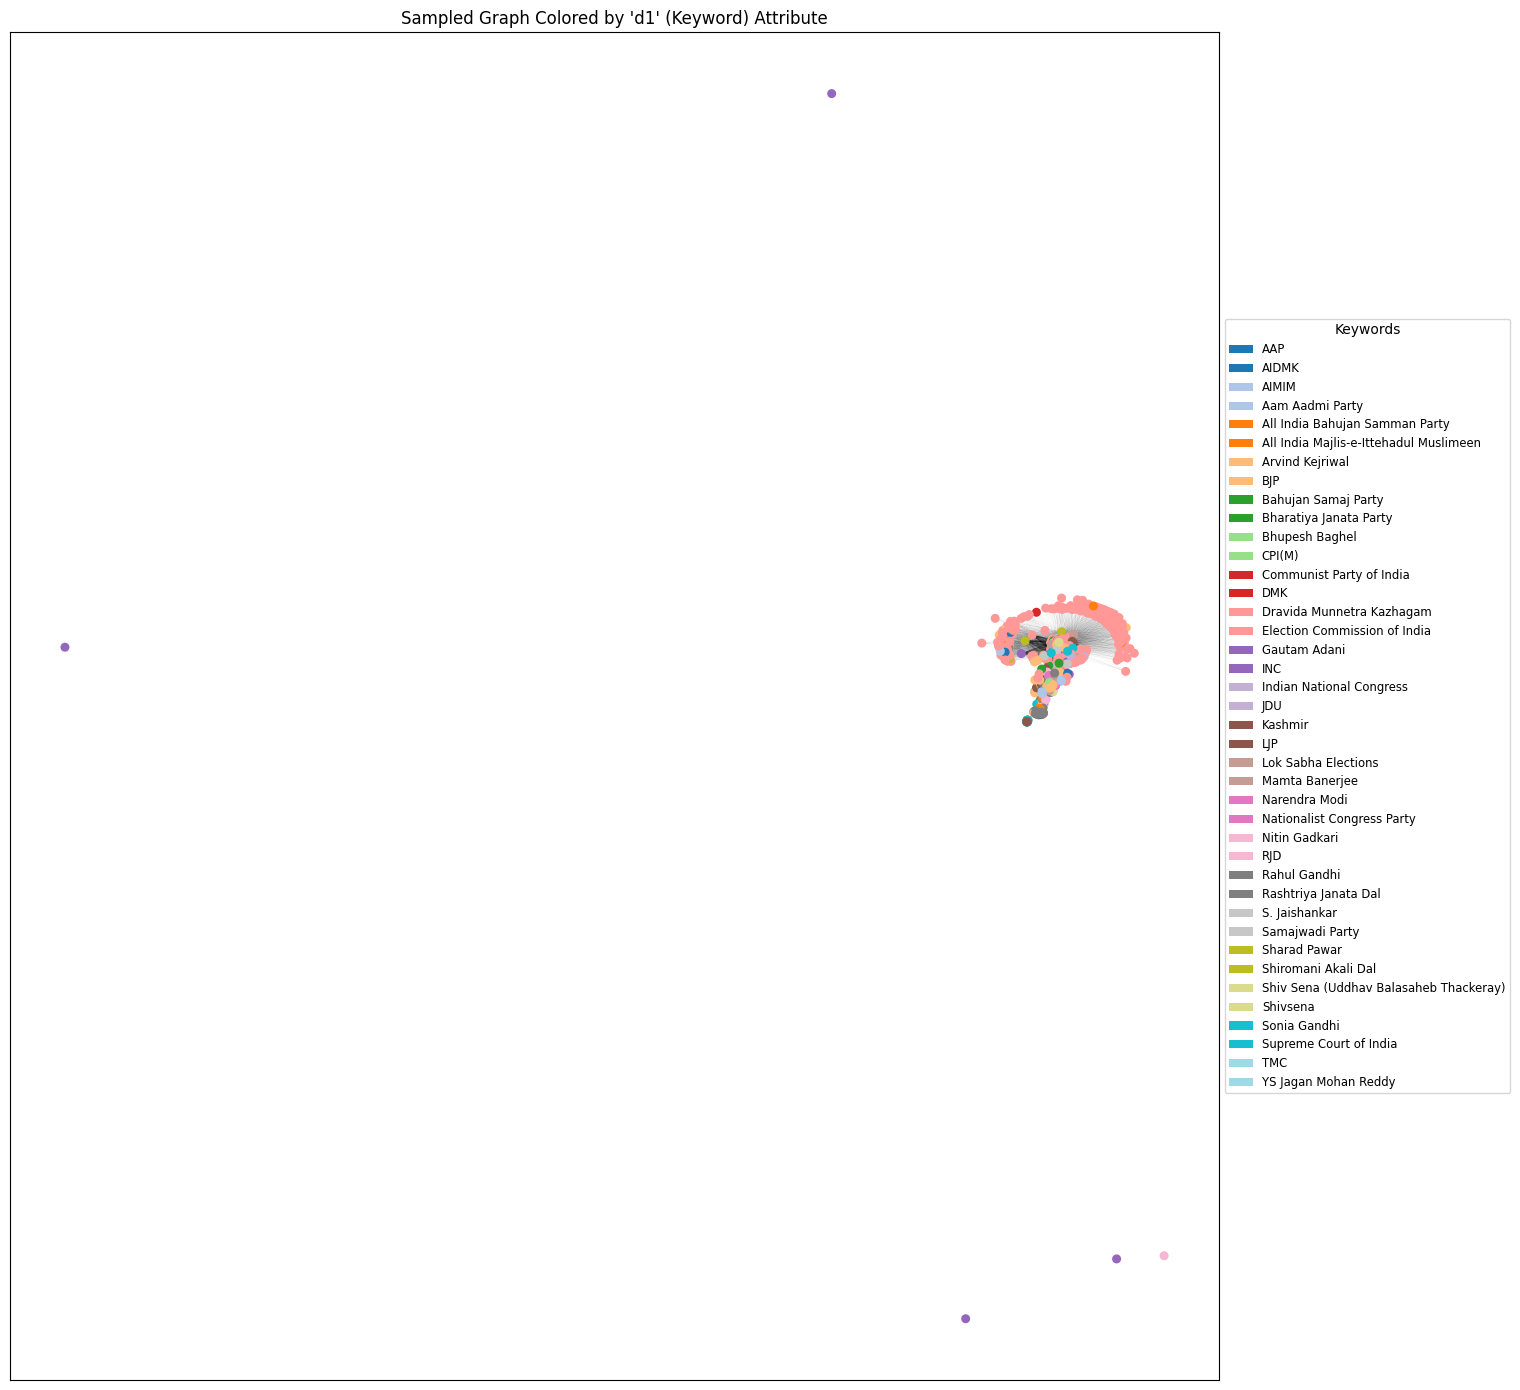 Sampled Graph Colored by 'd1' (Keyword) Attribute
Keywords
AAP
AIDMK
AIMIM
Aam Aadmi Party
All India Bahujan Samman Party
All India Majlis-e-Ittehadul Muslimeen
Arvind Kejriwal
BJP
Bahujan Samaj Party
Bharatiya Janata Party
Bhupesh Baghel
CPI(M)
Communist Party of India
DMK
Dravida Munnetra Kazhagam
Election Commission of India
Gautam Adani
INC
Indian National Congress
JDU
Kashmir
LJP
Lok Sabha Elections
Mamta Banerjee
Narendra Modi
Nationalist Congress Party
Nitin Gadkari
RJD
Rahul Gandhi
Rashtriya Janata Dal
S. Jaishankar
Samajwadi Party
Sharad Pawar
Shiromani Akali Dal
Shiv Sena (Uddhav Balasaheb Thackeray)
Shivsena
Sonia Gandhi
Supreme Court of India
TMC
YS Jagan Mohan Reddy